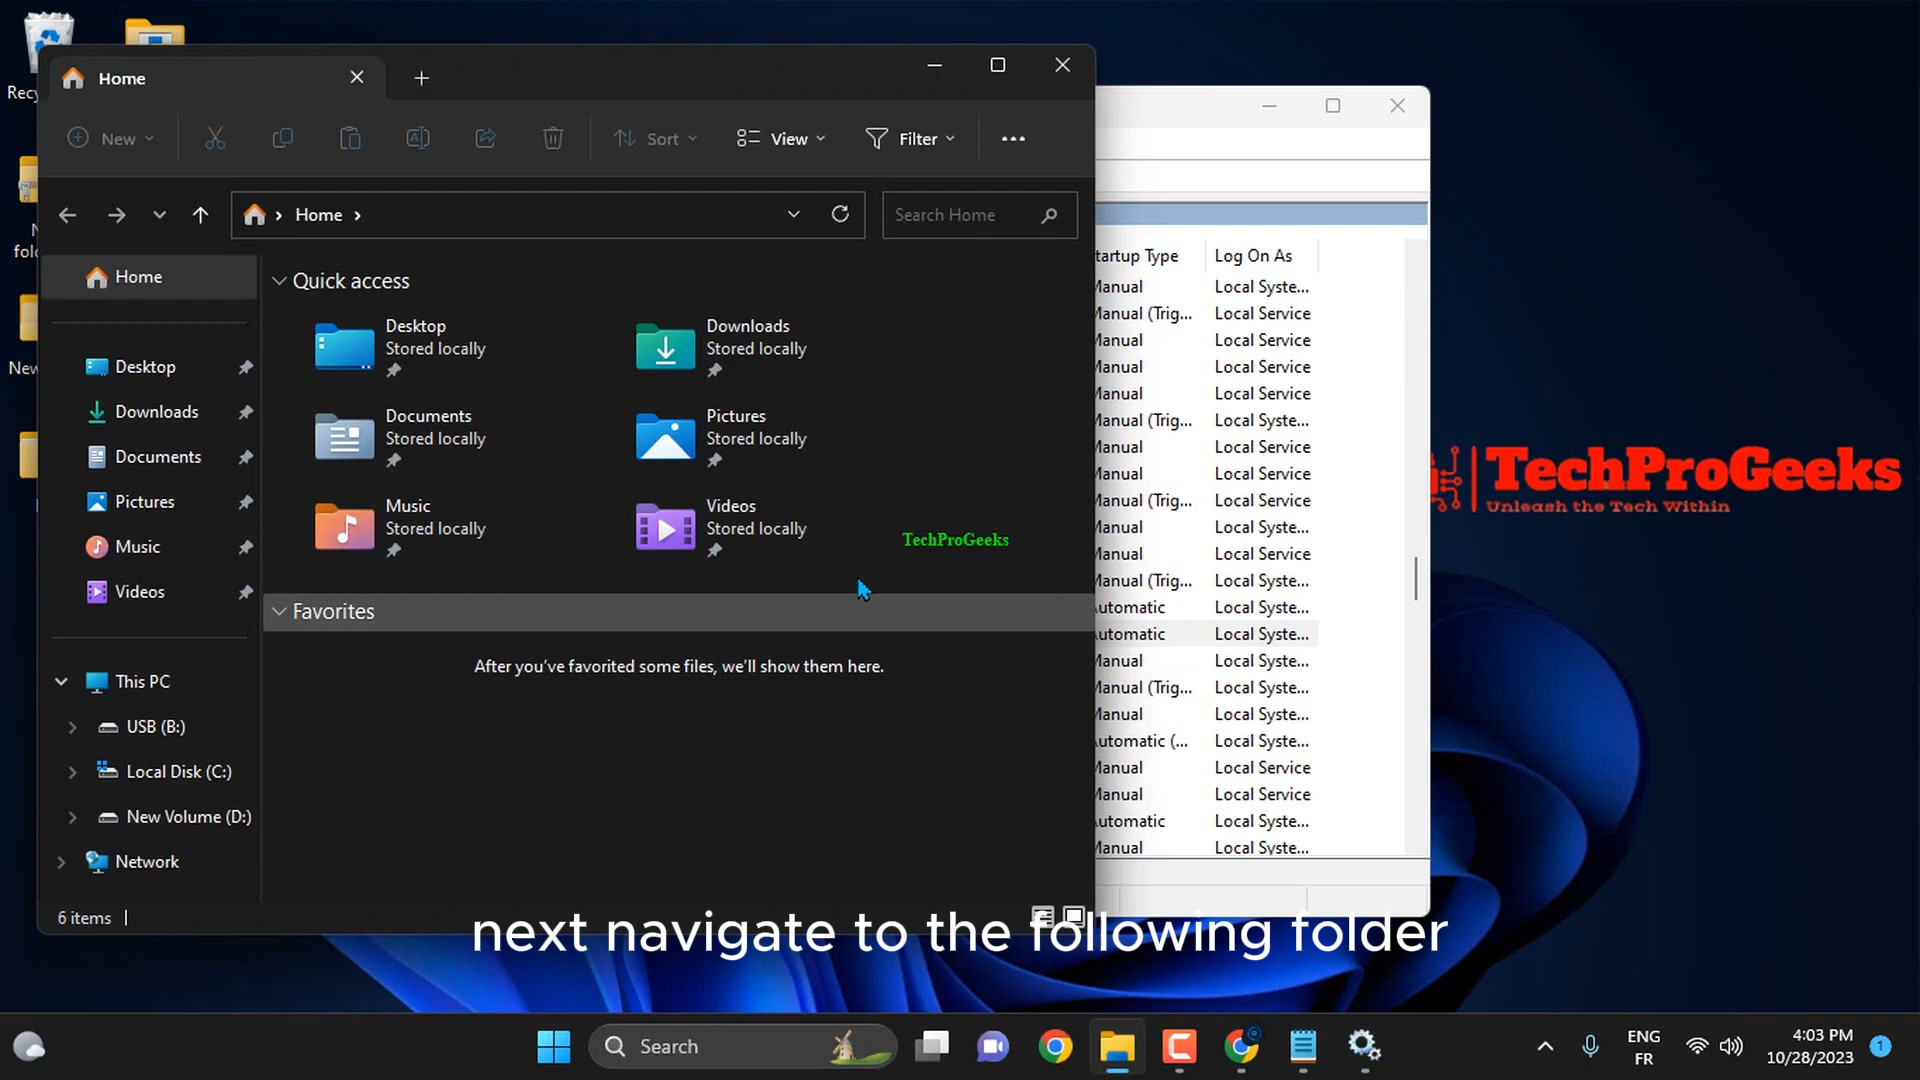 Recy
N
fol
New
Home
New
Sort
View
Filter
Home
Search Home
Home
Desktop
Downloads
Documents
Pictures
Music
Videos
This PC
USB (B:)
Local Disk (C:)
New Volume (D:)
Network
Quick access
Desktop
Stored locally
Downloads
Stored locally
Documents
Stored locally
Pictures
Stored locally
Music
Stored locally
Videos
Stored locally
TechProGeeks
Favorites
After you've favorited some files, we'll show them here.
6 items
tartup Type Log On As
Manual Local Syste...
Manual (Trig... Local Service
Manual Local Service
Manual Local Service
Manual Local Service
Manual (Trig... Local Syste...
Manual Local Service
Manual Local Service
Manual (Trig... Local Syste...
Manual Local Syste...
Manual Local Service
Manual (Trig... Local Syste...
utomatic Local Syste...
utomatic Local Syste...
Manual Local Syste...
Manual (Trig... Local Syste...
Manual Local Syste...
utomatic (... Local Syste...
Manual Local Service
Manual Local Service
utomatic Local Syste...
Manual Local Syste...
TechProGeeks
Unleash the Tech Within
next navigate to the following folder
Search
ENG
FR
4:03 PM
10/28/2023
1